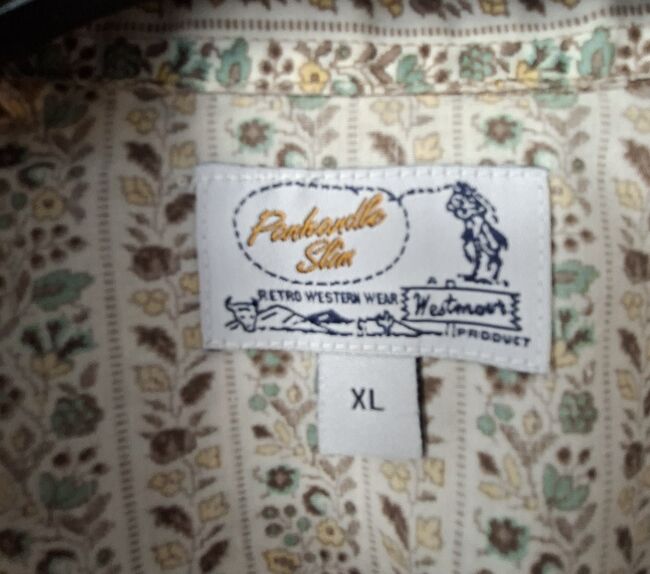 Panhandle
Slim
RETRO WESTERN WEAR
A
Westmoor
PRODUCT
XL